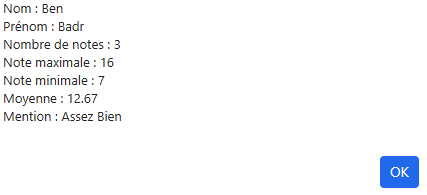 Nom : Ben
Prénom : Badr
Nombre de notes : 3
Note maximale : 16
Note minimale : 7
Moyenne : 12.67
Mention : Assez Bien
OK